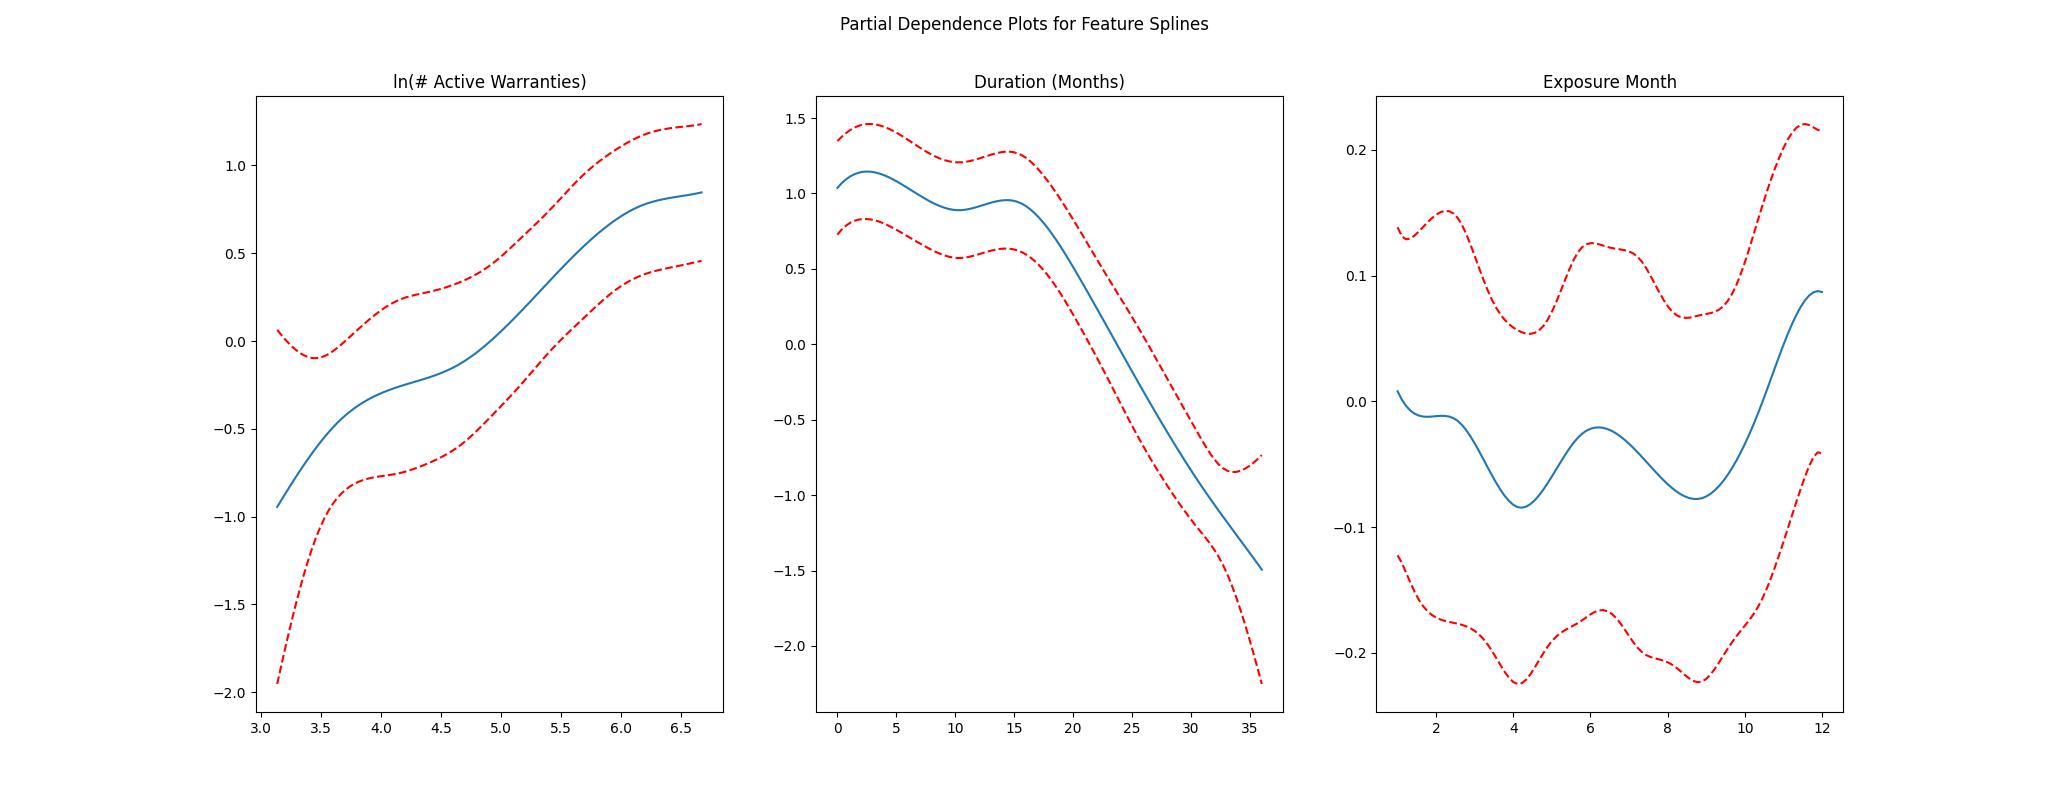 Partial Dependence Plots for Feature Splines
ln(# Active Warranties)
1.0
0.5
0.0
−0.5
−1.0
−1.5
−2.0
3.0 3.5 4.0 4.5 5.0 5.5 6.0 6.5
Duration (Months)
1.5
1.0
0.5
0.0
−0.5
−1.0
−1.5
−2.0
0 5 10 15 20 25 30 35
Exposure Month
0.2
0.1
0.0
−0.1
−0.2
2 4 6 8 10 12